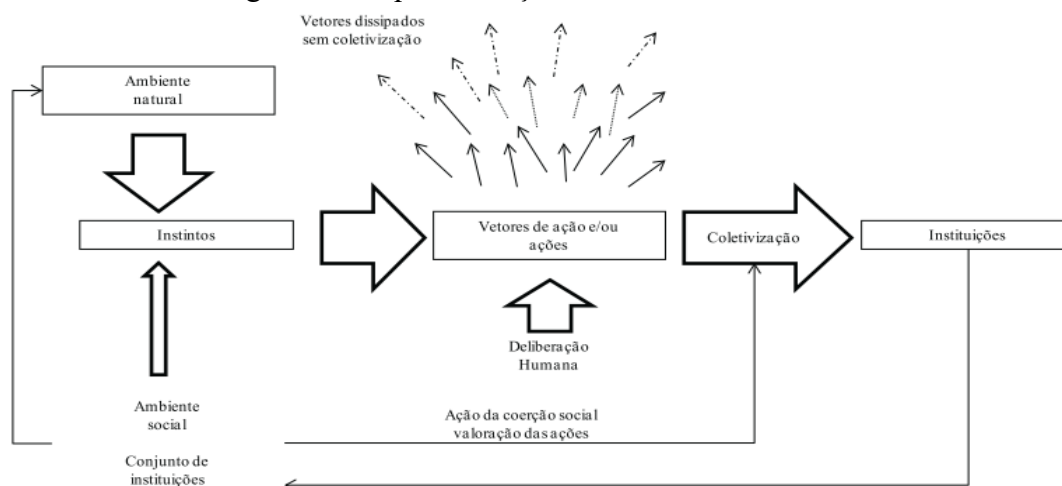 Vetores dissipados
sem coletivização
Ambiente
natural
Instintos
Vetores de ação e/ou
ações
Coletivização
Instituições
Deliberação
Humana
Ambiente
social
Ação da coerção social
valoração das ações
Conjunto de
instituições